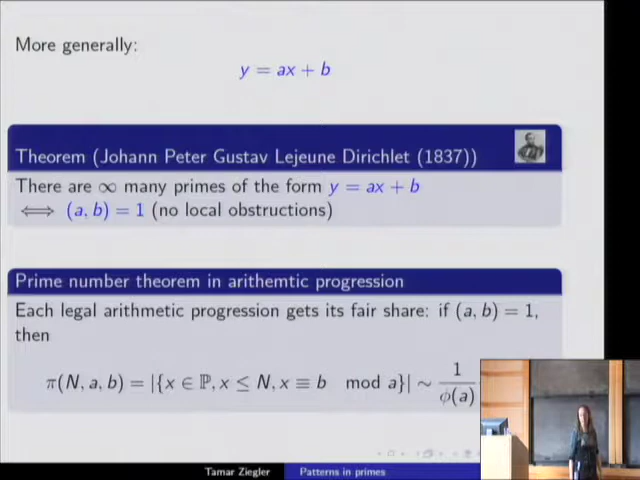 More generally:
y = ax + b
Theorem (Johann Peter Gustav Lejeune Dirichlet (1837))
There are ∞ many primes of the form y = ax + b
⟺ (a, b) = 1 (no local obstructions)
Prime number theorem in arithemtic progression
Each legal arithmetic progression gets its fair share: if (a, b) = 1,
then
π(N, a, b) = |{x ∈ ℙ, x ≤ N, x ≡ b mod a}| ∼ 1/ϕ(a)
Tamar Ziegler Patterns in primes